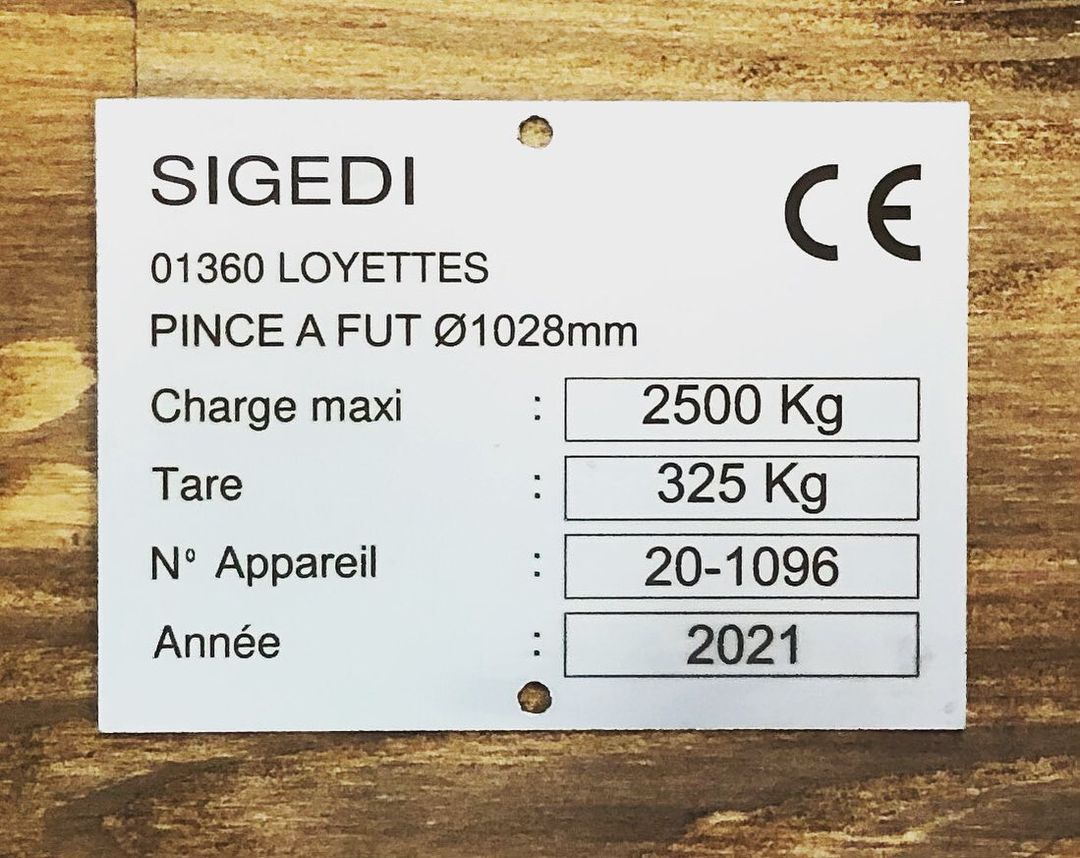 SIGEDI
CE
01360 LOYETTES
PINCE A FUT Ø1028mm
Charge maxi : 2500 Kg
Tare : 325 Kg
Nº Appareil : 20-1096
Année : 2021